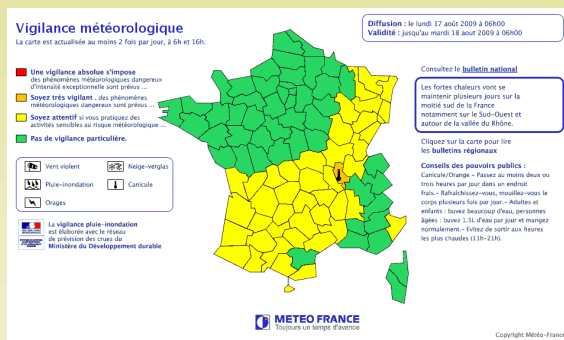 Vigilance météorologique
La carte est actualisée au moins 2 fois par jour, à 6h et 16h.
Diffusion : le lundi 17 août 2009 à 06h00
Validité : jusqu'au mardi 18 aout 2009 à 06h00
Une vigilance absolue s'impose
des phénomènes météorologiques dangereux
d'intensité exceptionnelle sont prévus ...
Soyez très vigilant , des phénomènes
météorologiques dangereux sont prévus ...
Soyez attentif si vous pratiquez des
activités sensibles au risque météorologique ...
Pas de vigilance particulière.
Vent violent
Neige-verglas
Pluie-inondation
Canicule
Orages
La vigilance pluie-inondation
est élaborée avec le réseau
de prévision des crues du
Ministère du Développement durable
Consultez le bulletin national
Les fortes chaleurs vont se
maintenir plusieurs jours sur la
moitié sud de la France
notamment sur le Sud-Ouest et
autour de la vallée du Rhône.
Cliquez sur la carte pour lire
les bulletins régionaux
Conseils des pouvoirs publics :
Canicule/Orange - Passez au moins deux ou
trois heures par jour dans un endroit
frais.- Rafraîchissez-vous, mouillez-vous le
corps plusieurs fois par jour.- Adultes et
enfants : buvez beaucoup d'eau, personnes
âgées : buvez 1.5L d'eau par jour et mangez
normalement.- Evitez de sortir aux heures
les plus chaudes (11h-21h).
METEO FRANCE
Toujours un temps d'avance
Copyright Météo-France